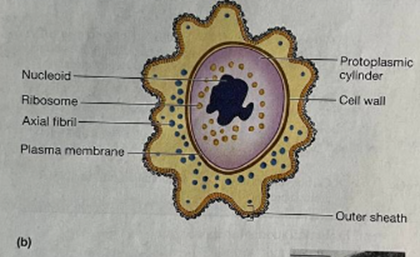 Nucleoid
Ribosome
Axial fibril
Plasma membrane
Protoplasmic
cylinder
Cell wall
Outer sheath
(b)